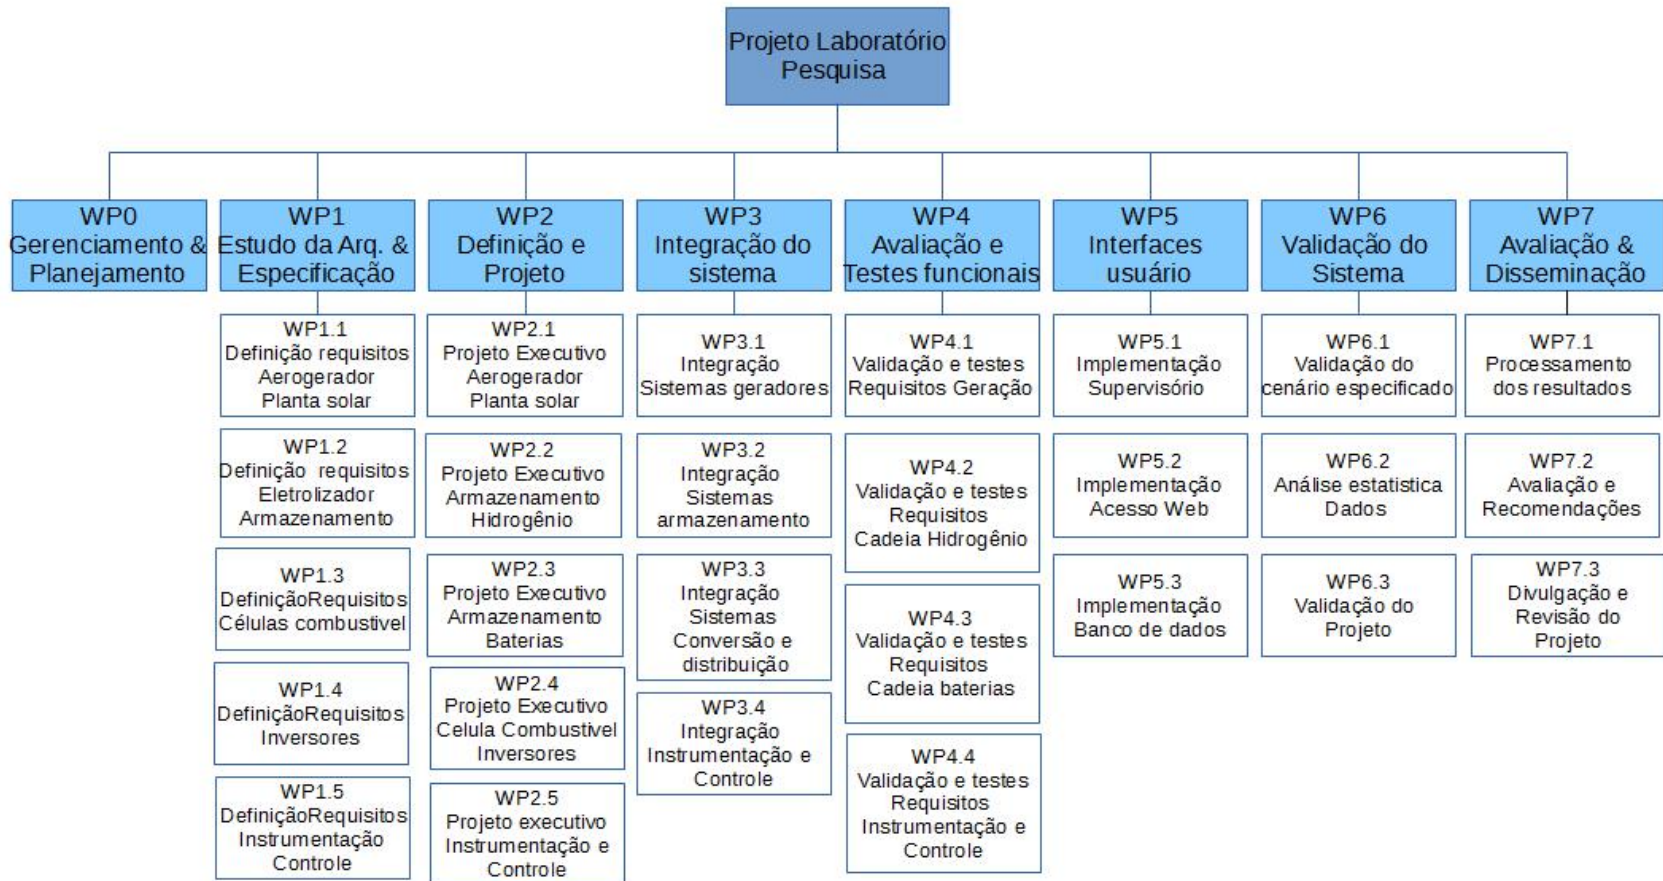 Projeto Laboratório
Pesquisa
WP0
Gerenciamento &
Planejamento
WP1
Estudo da Arq. &
Especificação
WP2
Definição e
Projeto
WP3
Integração do
sistema
WP4
Avaliação e
Testes funcionais
WP5
Interfaces
usuário
WP6
Validação do
Sistema
WP7
Avaliação &
Disseminação
WP1.1
Definição requisitos
Aerogerador
Planta solar
WP1.2
Definição requisitos
Eletrolizador
Armazenamento
WP1.3
DefiniçãoRequisitos
Células combustivel
WP1.4
DefiniçãoRequisitos
Inversores
WP1.5
DefiniçãoRequisitos
Instrumentação
Controle
WP2.1
Projeto Executivo
Aerogerador
Planta solar
WP2.2
Projeto Executivo
Armazenamento
Hidrogênio
WP2.3
Projeto Executivo
Armazenamento
Baterias
WP2.4
Projeto Executivo
Celula Combustivel
Inversores
WP2.5
Projeto executivo
Instrumentação e
Controle
WP3.1
Integração
Sistemas geradores
WP3.2
Integração
Sistemas
armazenamento
WP3.3
Integração
Sistemas
Conversão e
distribuição
WP3.4
Integração
Instrumentação e
Controle
WP4.1
Validação e testes
Requisitos Geração
WP4.2
Validação e testes
Requisitos
Cadeia Hidrogênio
WP4.3
Validação e testes
Requisitos
Cadeia baterias
WP4.4
Validação e testes
Requisitos
Instrumentação e
Controle
WP5.1
Implementação
Supervisório
WP5.2
Implementação
Acesso Web
WP5.3
Implementação
Banco de dados
WP6.1
Validação do
cenário especificado
WP6.2
Análise estatistica
Dados
WP6.3
Validação do
Projeto
WP7.1
Processamento
dos resultados
WP7.2
Avaliação e
Recomendações
WP7.3
Divulgação e
Revisão do
Projeto